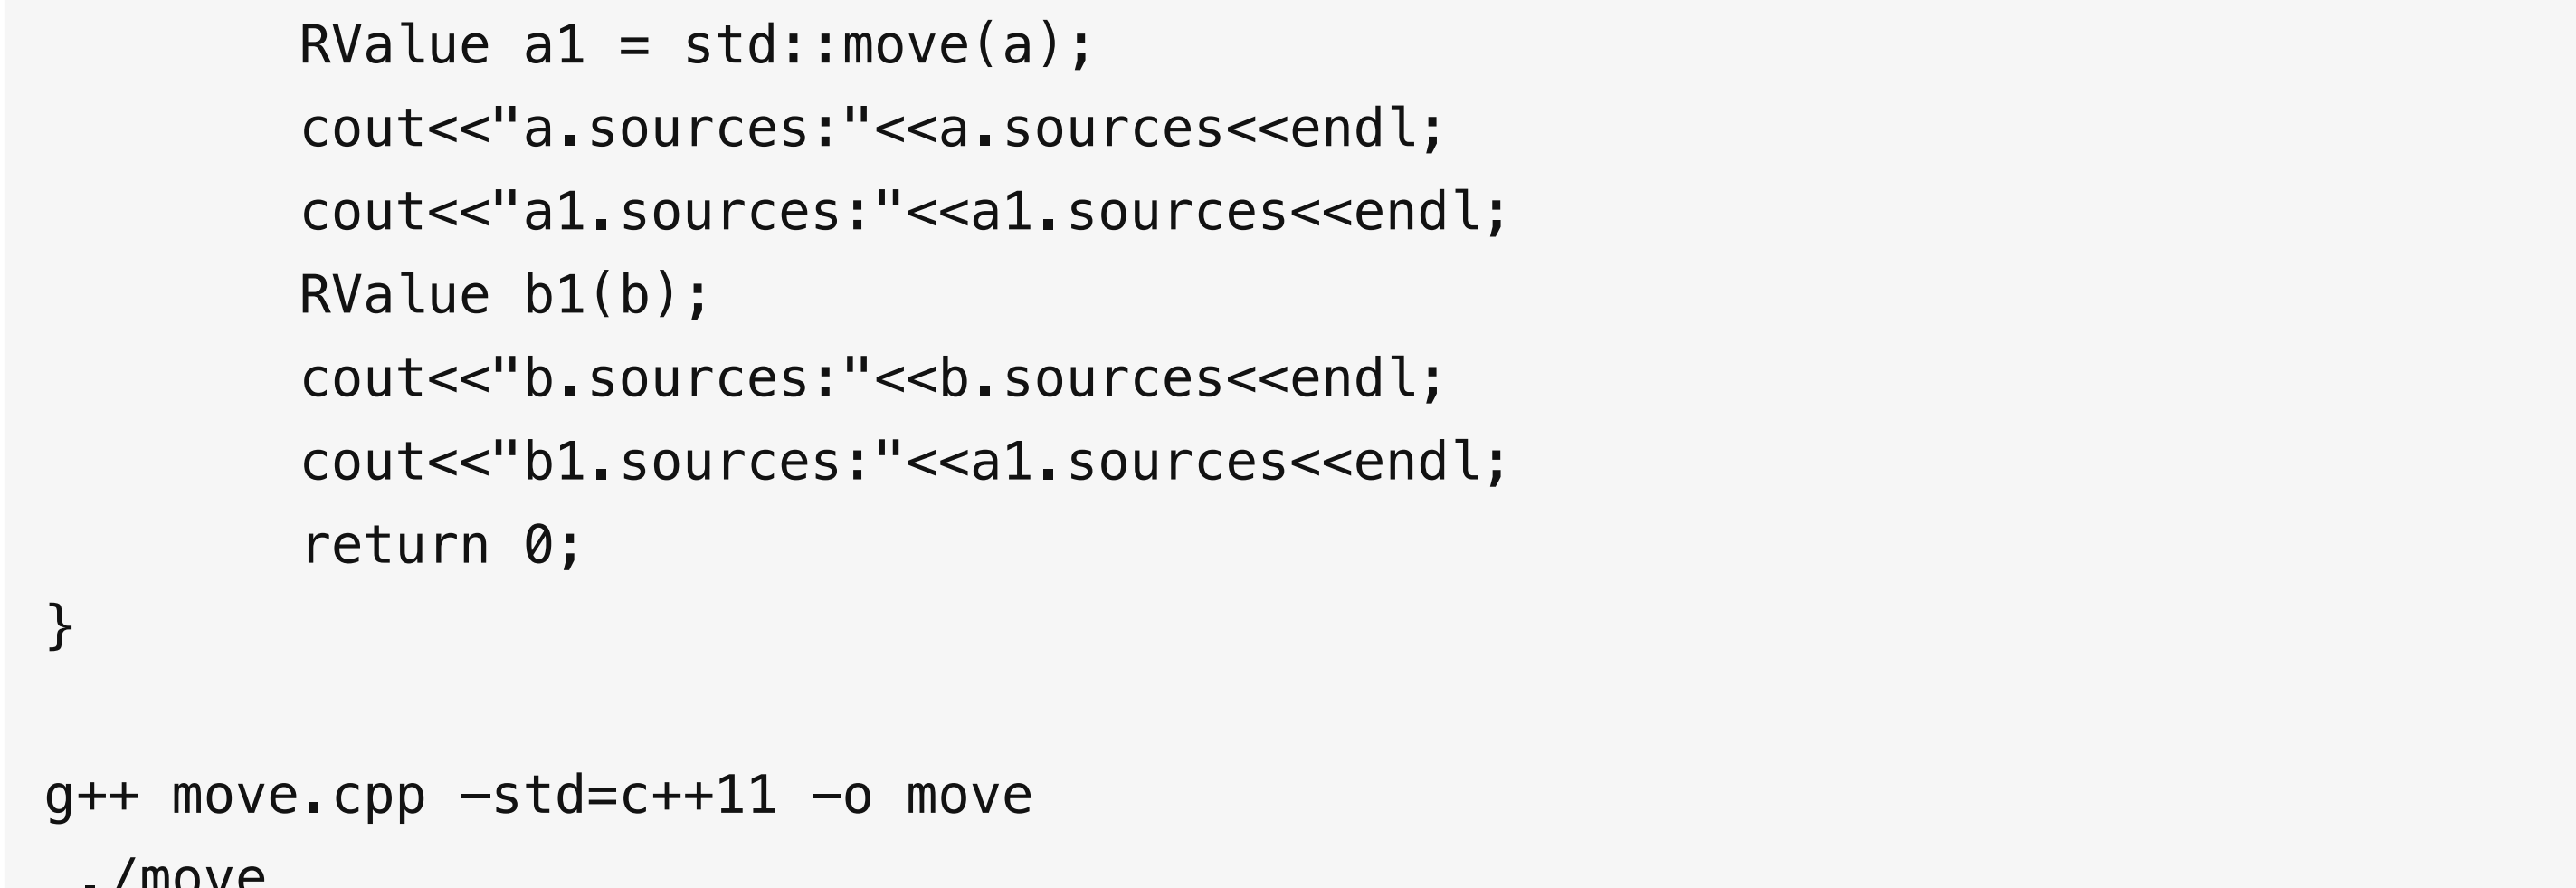 RValue a1 = std::move(a);
cout<<"a.sources:"<<a.sources<<endl;
cout<<"a1.sources:"<<a1.sources<<endl;
RValue b1(b);
cout<<"b.sources:"<<b.sources<<endl;
cout<<"b1.sources:"<<a1.sources<<endl;
return 0;
}
g++ move.cpp −std=c++11 −o move
./move